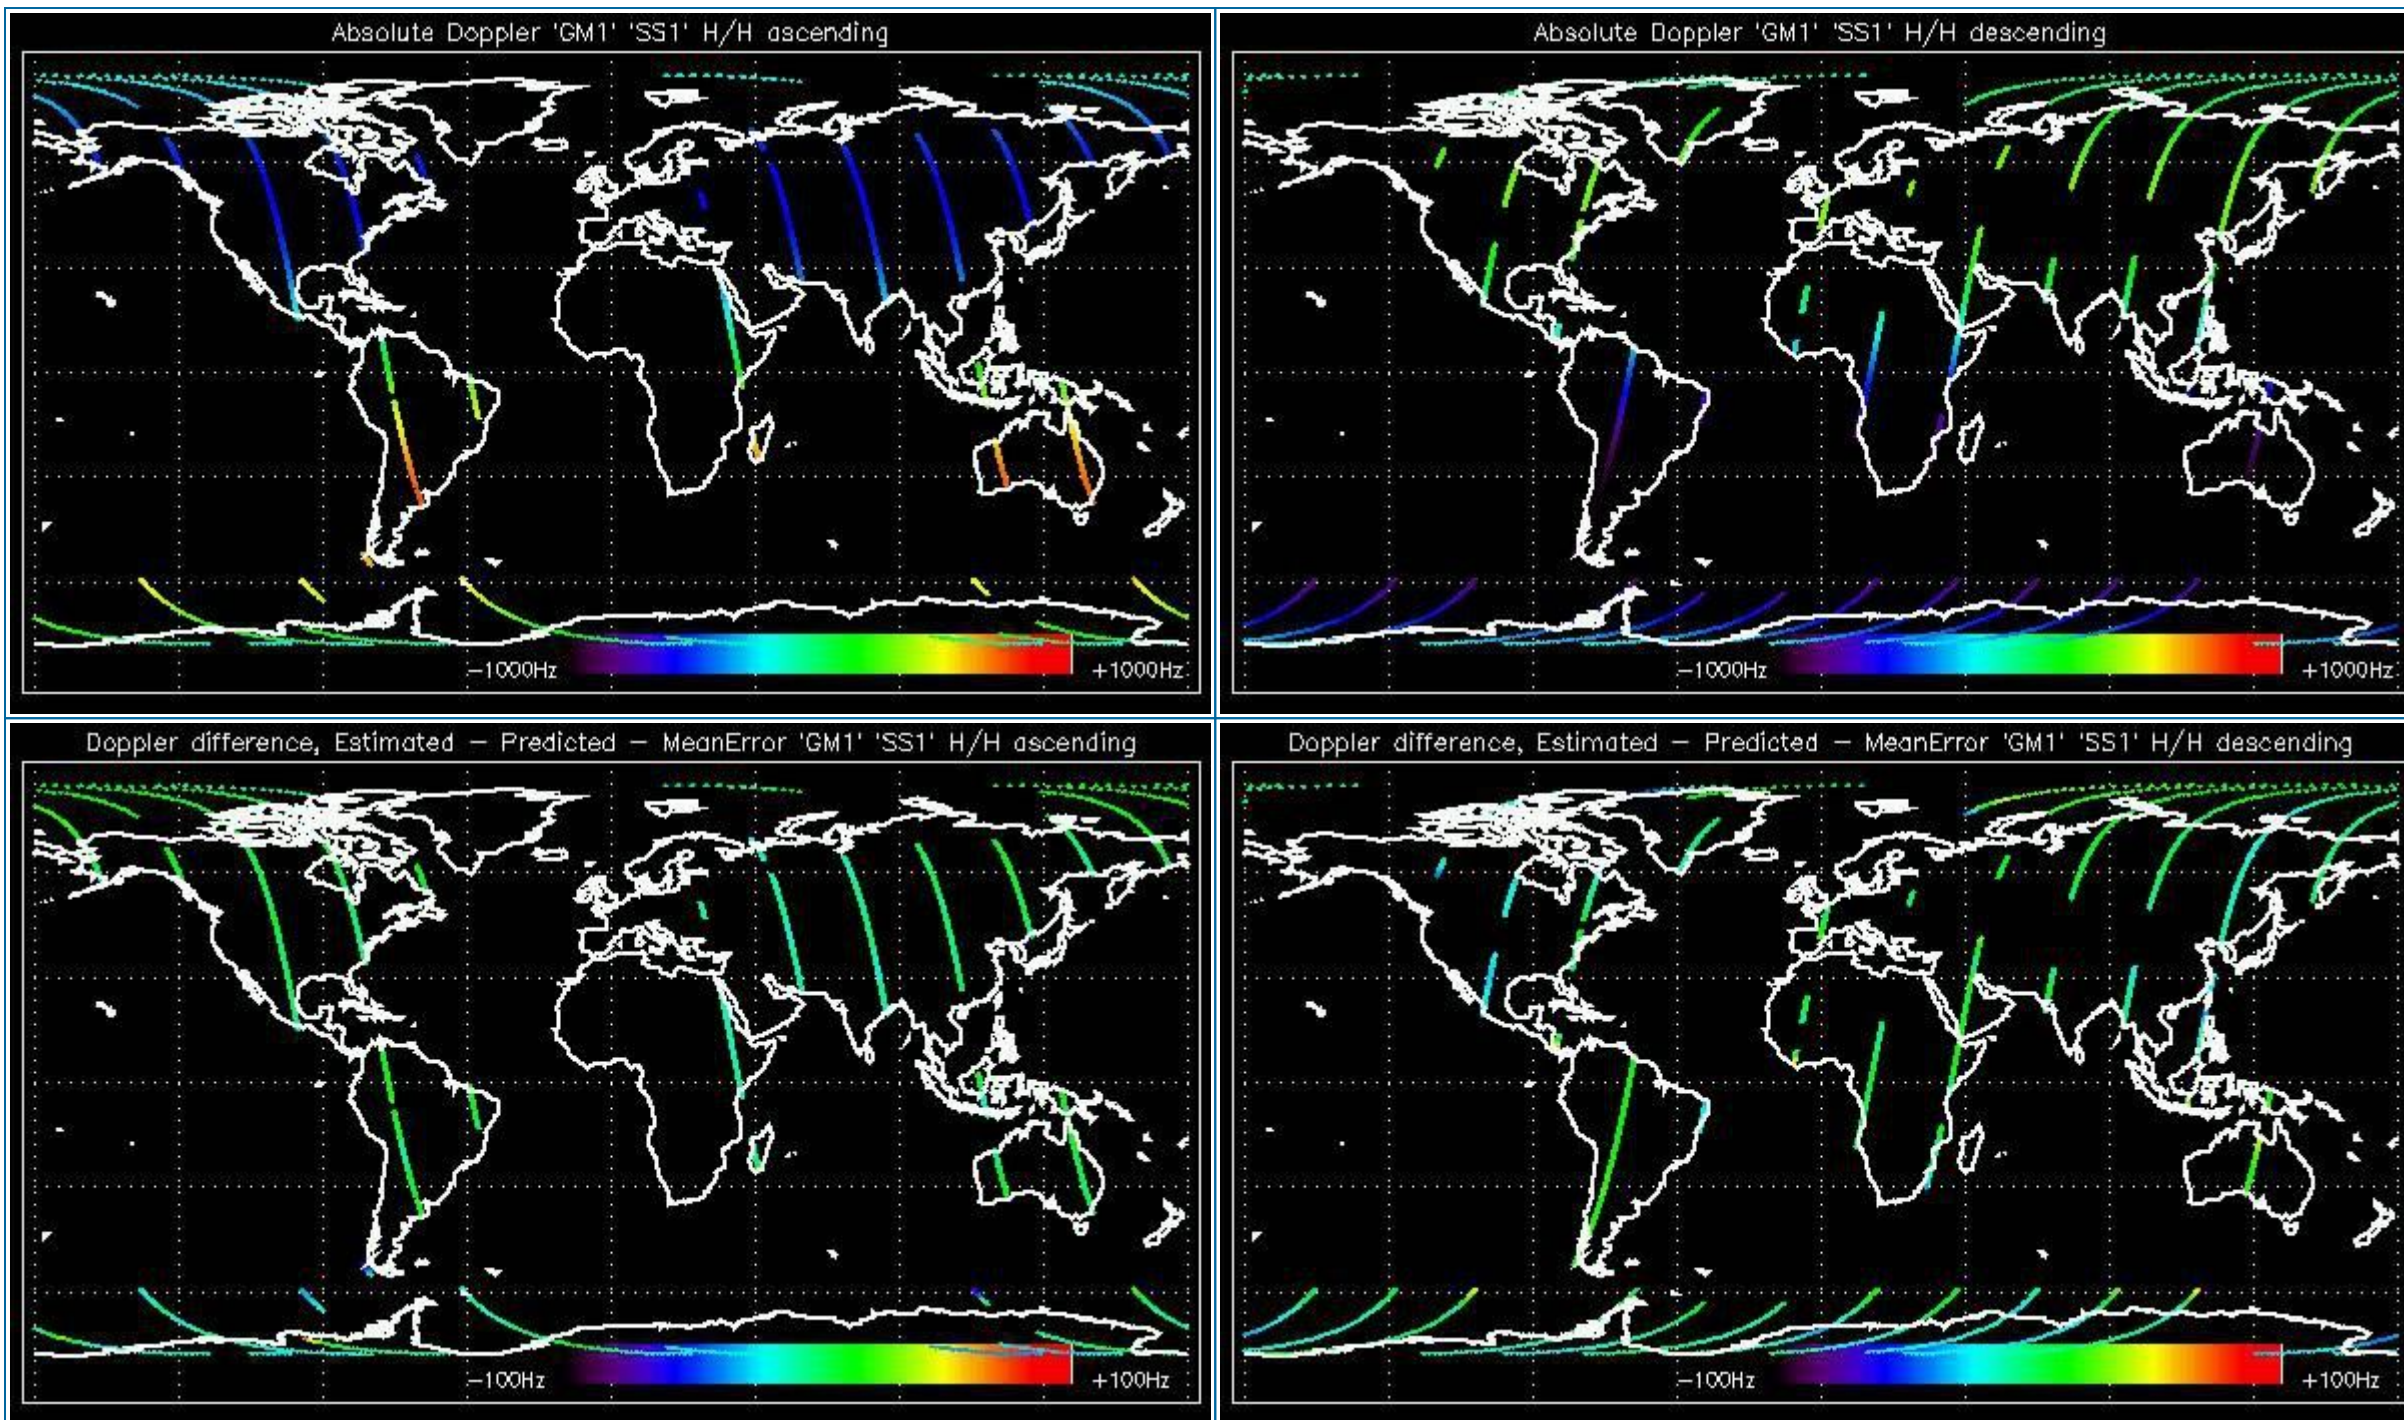 Absolute Doppler 'GM1' 'SS1' H/H ascending
-1000Hz
+1000Hz
Absolute Doppler 'GM1' 'SS1' H/H descending
-1000Hz
+1000Hz
Doppler difference, Estimated - Predicted - MeanError 'GM1' 'SS1' H/H ascending
-100Hz
+100Hz
Doppler difference, Estimated - Predicted - MeanError 'GM1' 'SS1' H/H descending
-100Hz
+100Hz